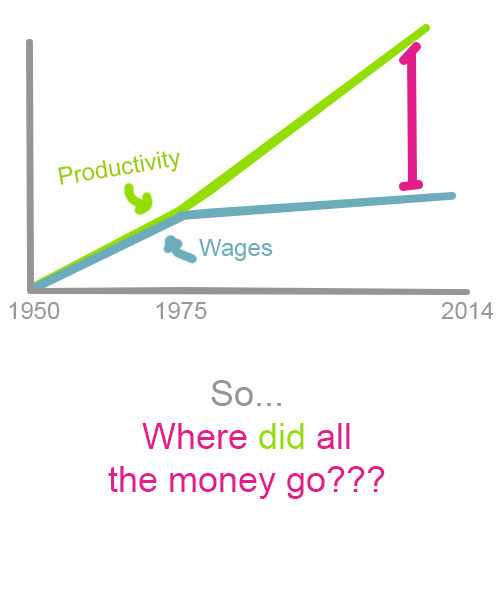 Productivity
Wages
1950
1975
2014
So...
Where did all
the money go???